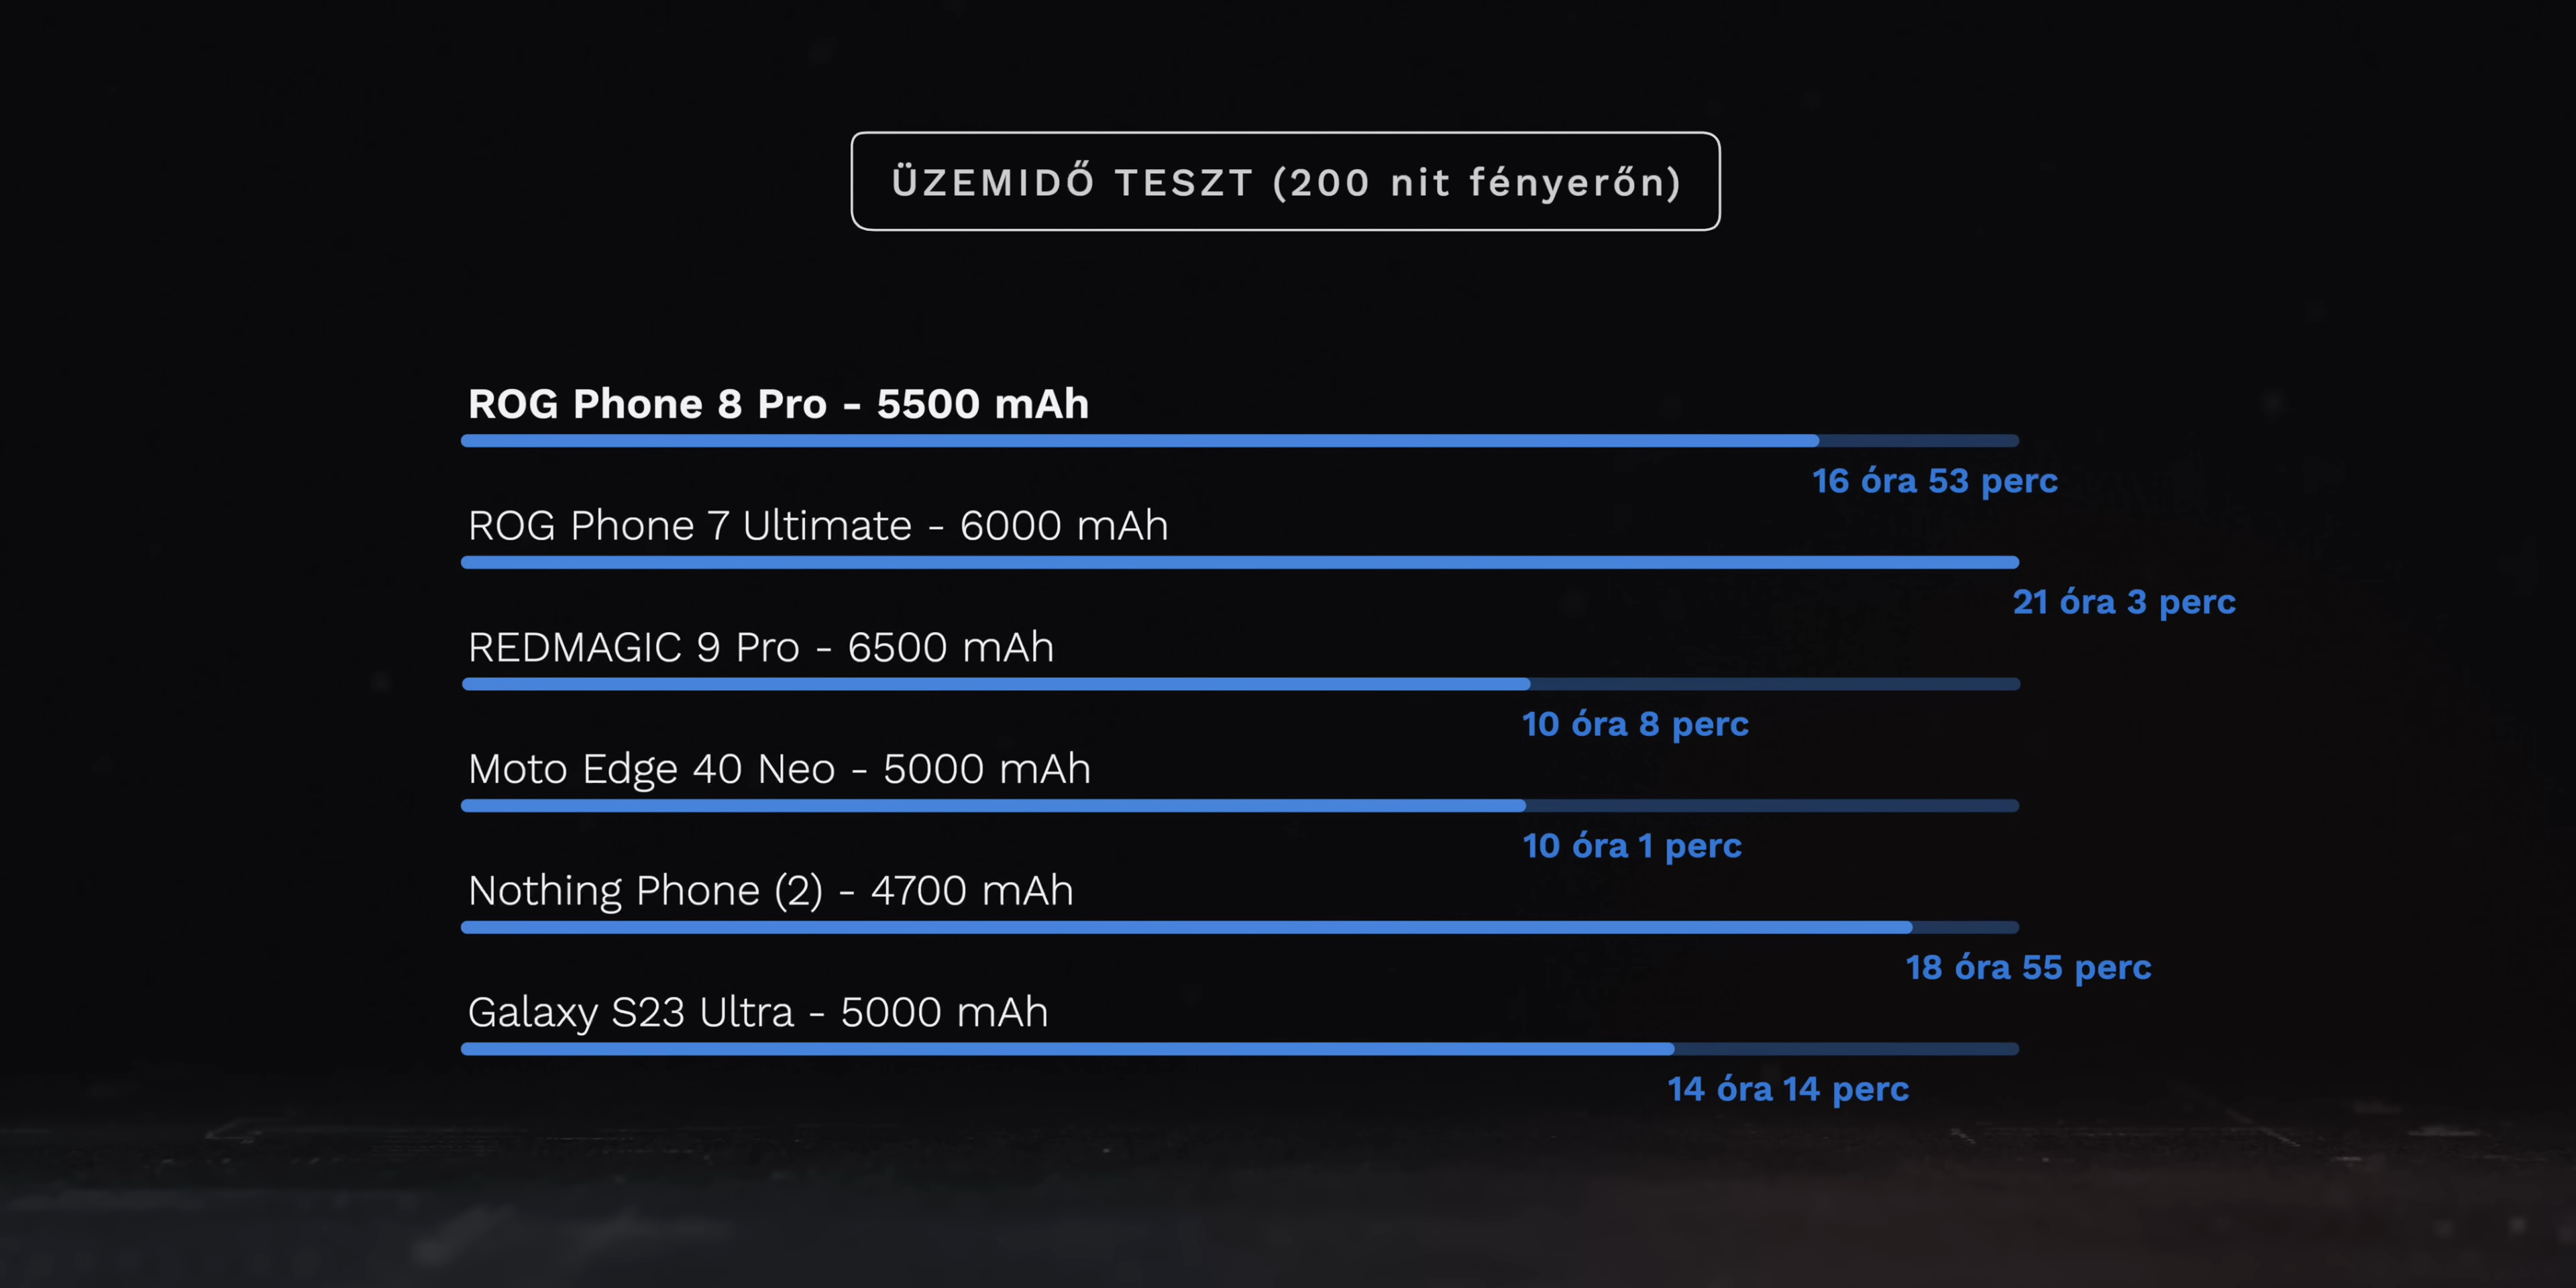 ÜZEMIDŐ TESZT (200 nit fényerőn)
ROG Phone 8 Pro - 5500 mAh
16 óra 53 perc
ROG Phone 7 Ultimate - 6000 mAh
21 óra 3 perc
REDMAGIC 9 Pro - 6500 mAh
10 óra 8 perc
Moto Edge 40 Neo - 5000 mAh
10 óra 1 perc
Nothing Phone (2) - 4700 mAh
18 óra 55 perc
Galaxy S23 Ultra - 5000 mAh
14 óra 14 perc